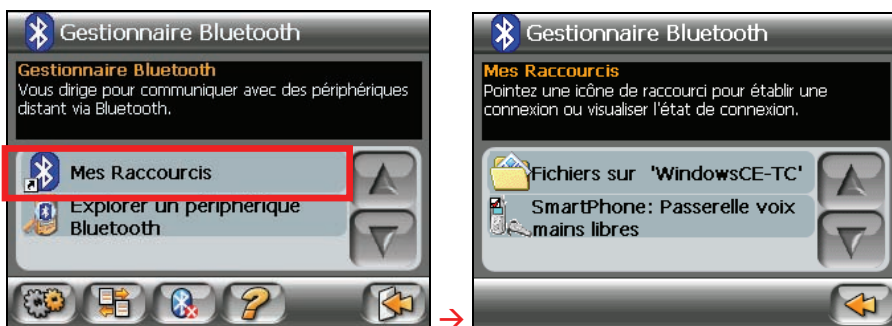 Gestionnaire Bluetooth
Gestionnaire Bluetooth
Vous dirige pour communiquer avec des périphériques
distant via Bluetooth.
Mes Raccourcis
Explorer un périphérique
Bluetooth
→
Gestionnaire Bluetooth
Mes Raccourcis
Pointez une icône de raccourci pour établir une
connexion ou visualiser l'état de connexion.
Fichiers sur 'WindowsCE-TC'
SmartPhone: Passerelle voix
mains libres